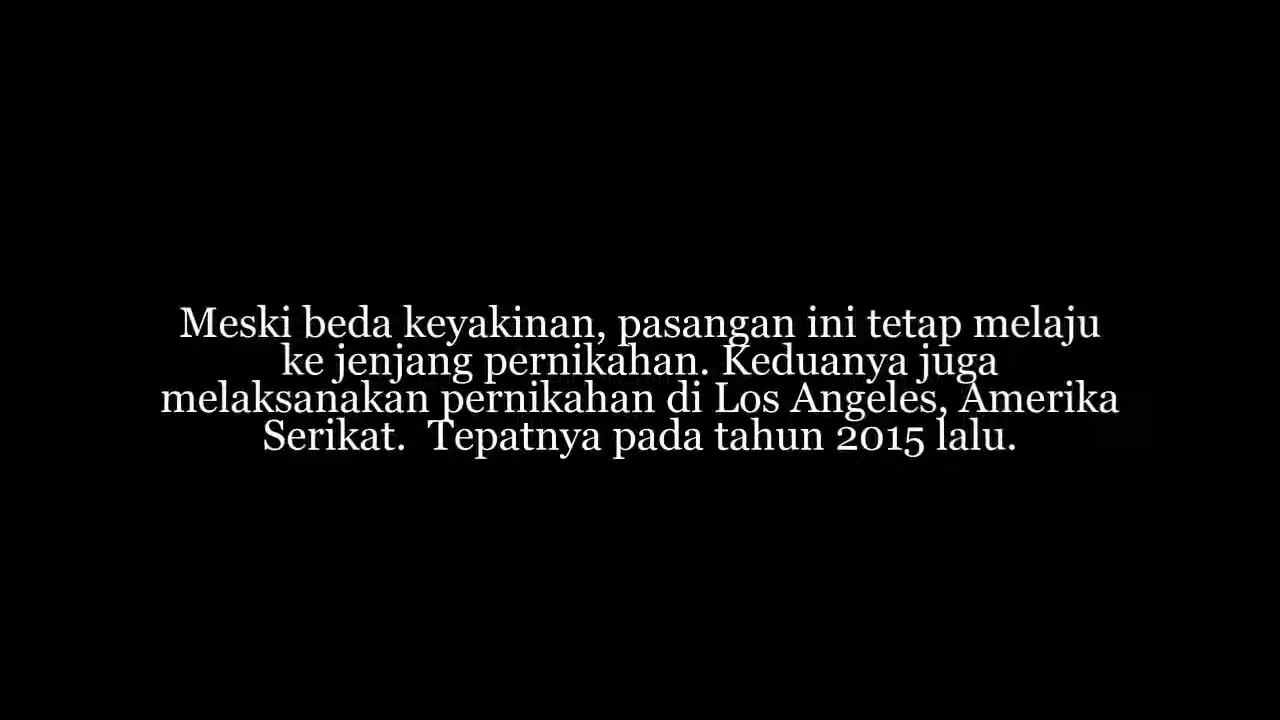 Meski beda keyakinan, pasangan ini tetap melaju
ke jenjang pernikahan. Keduanya juga
melaksanakan pernikahan di Los Angeles, Amerika
Serikat.  Tepatnya pada tahun 2015 lalu.